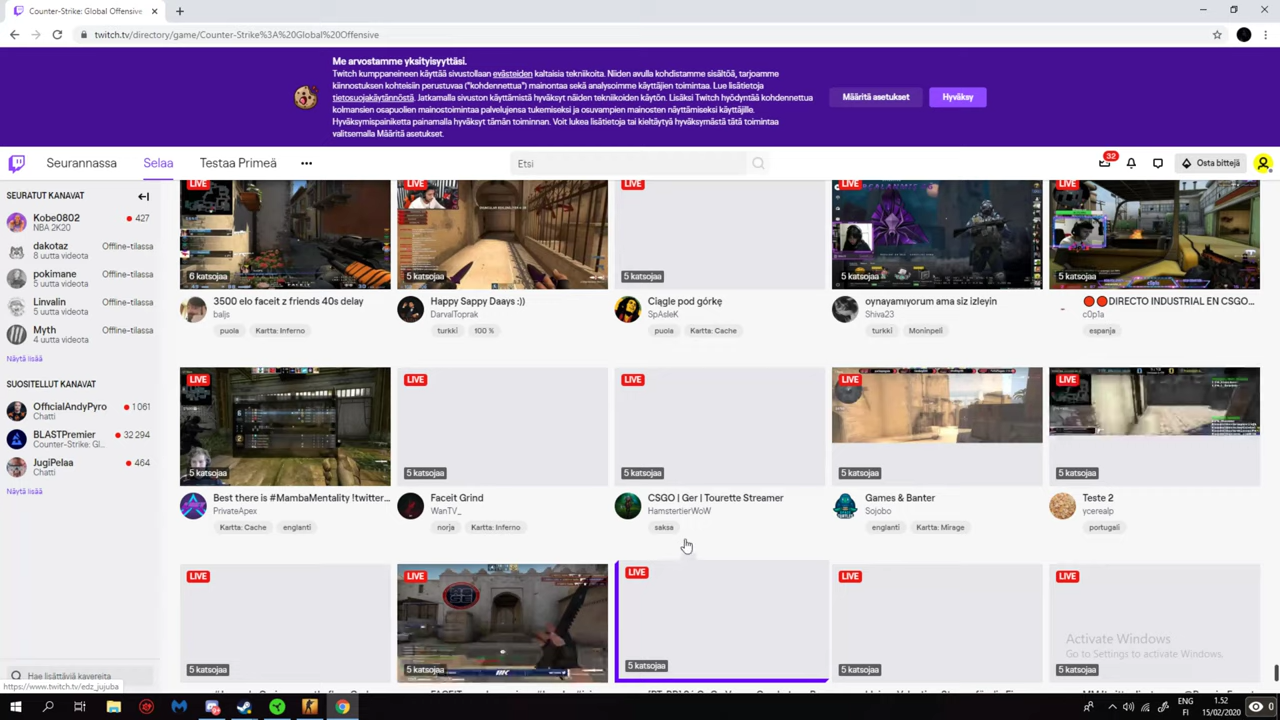 Counter-Strike: Global Offensive
twitch.tv/directory/game/Counter-Strike%3A%20Global%20Offensive
Me arvostamme yksityisyyttäsi.
Twitch kumppaneineen käyttää sivustollaan evästeiden kaltaisia tekniikoita. Niiden avulla kohdistamme sisältöä, tarjoamme
kiinnostuksen kohteisiin perustuvaa ("kohdennettua") mainontaa sekä analysoimme käyttäjien toimintaa. Lue lisätietoja
tietosuojakäytännöstä. Jatkamalla sivuston käyttämistä hyväksyt näiden tekniikoiden käytön. Lisäksi Twitch hyödyntää kohdennettua
kolmansien osapuolien mainostoimintaa palvelujensa tukemiseksi ja osuvampien mainosten esittämiseksi käyttäjille.
Hyväksymispainiketta painamalla hyväksyt tämän toiminnan. Voit lukea lisätietoja tai kieltäytyä hyväksymästä tätä toimintaa
valitsemalla Määritä asetukset.
Määritä asetukset
Hyväksy
Seurannassa
Selaa
Testaa Primeä
Etsi
32
Osta bittejä
SEURATUT KANAVAT
Kobe0802
427
NBA 2K20
dakotaz
Offline-tilassa
8 uutta videota
pokimane
Offline-tilassa
5 uutta videota
Linvalin
Offline-tilassa
5 uutta videota
Myth
Offline-tilassa
4 uutta videota
Näytä lisää
SUOSITELLUT KANAVAT
OfficialAndyPyro
1 061
Chatti
BLASTPremier
32 294
Counter-Strike: Gl...
JugiPelaa
464
Chatti
Näytä lisää
Hae lisättäviä kavereita
https://www.twitch.tv/edz_jujuba
LIVE
6 katsojaa
3500 elo faceit z friends 40s delay
baljs
puola
Kartta: Inferno
LIVE
5 katsojaa
Happy Sappy Daays :))
DarvalToprak
turkki
100 %
LIVE
5 katsojaa
Ciągle pod górkę
SpAsleK
puola
Kartta: Cache
LIVE
5 katsojaa
oynayamıyorum ama siz izleyin
Shiva23
turkki
Moninpeli
LIVE
5 katsojaa
DIRECTO INDUSTRIAL EN CSGO...
c0p1a
espanja
LIVE
5 katsojaa
Best there is #MambaMentality !twitter...
PrivateApex
Kartta: Cache
englanti
LIVE
5 katsojaa
Faceit Grind
WanTV_
norja
Kartta: Inferno
LIVE
5 katsojaa
CSGO | Ger | Tourette Streamer
HamstertierWoW
saksa
LIVE
5 katsojaa
Games & Banter
Sojobo
englanti
Kartta: Mirage
LIVE
5 katsojaa
Teste 2
ycerealp
portugali
LIVE
5 katsojaa
LIVE
5 katsojaa
LIVE
5 katsojaa
LIVE
5 katsojaa
LIVE
Activate Windows
Go to Settings to activate Windows.
5 katsojaa
ENG
FI
1.52
15/02/2020
0